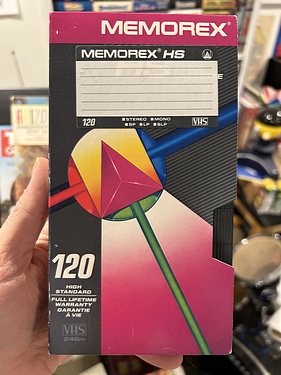 MEMOREX
MEMOREX HS
120
STEREO MONO
SP LP SLP
VHS
120
HIGH
STANDARD
FULL LIFETIME
WARRANTY
GARANTIE
À VIE
VHS
246m